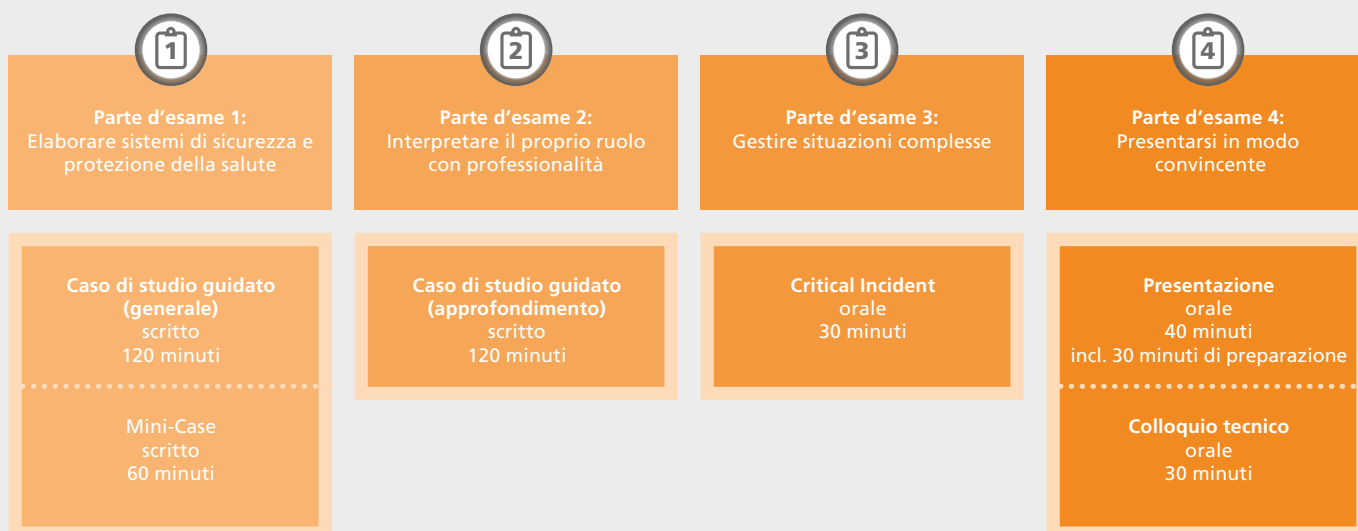 1
Parte d'esame 1:
Elaborare sistemi di sicurezza e
protezione della salute
Caso di studio guidato
(generale)
scritto
120 minuti
Mini-Case
scritto
60 minuti
2
Parte d'esame 2:
Interpretare il proprio ruolo
con professionalità
Caso di studio guidato
(approfondimento)
scritto
120 minuti
3
Parte d'esame 3:
Gestire situazioni complesse
Critical Incident
orale
30 minuti
4
Parte d'esame 4:
Presentarsi in modo
convincente
Presentazione
orale
40 minuti
incl. 30 minuti di preparazione
Colloquio tecnico
orale
30 minuti